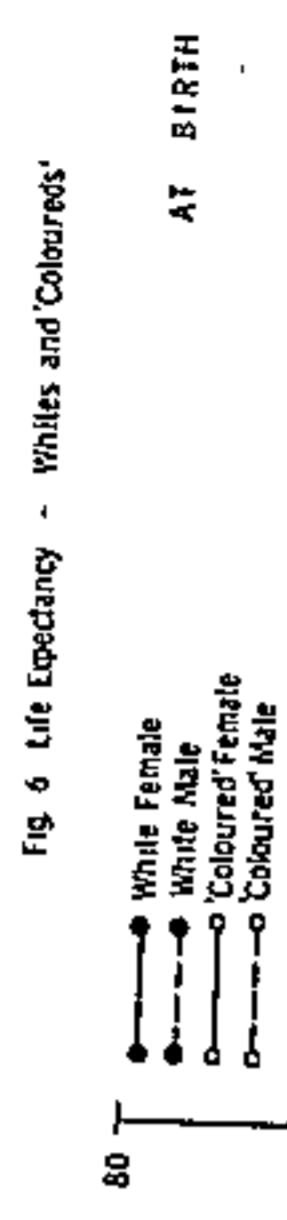 Fig. 6 Life Expectancy - Whites and 'Coloureds'
AT BIRTH
White Female
White Male
'Coloured' Female
'Coloured' Male
80